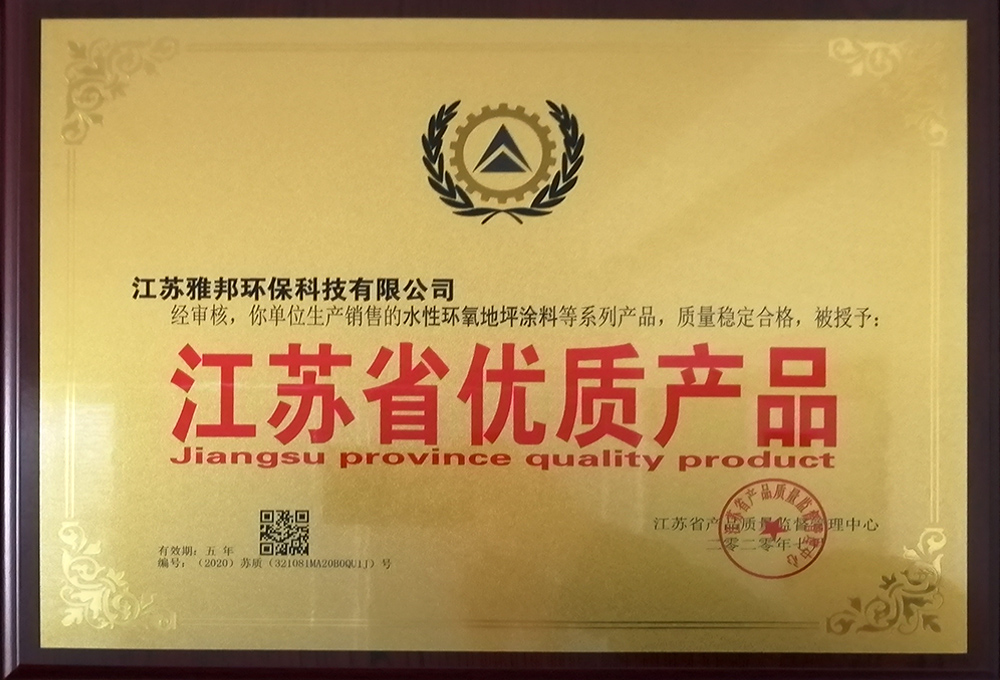 江苏雅邦环保科技有限公司
经审核，你单位生产销售的水性环氧地坪涂料等系列产品，质量稳定合格，被授予：
江苏省优质产品
Jiangsu province quality product
江苏省产品质量监督管理中心
二零二零年十
有效期：五 年
编号：（2020）苏质（321081MA20B0QU1J）号